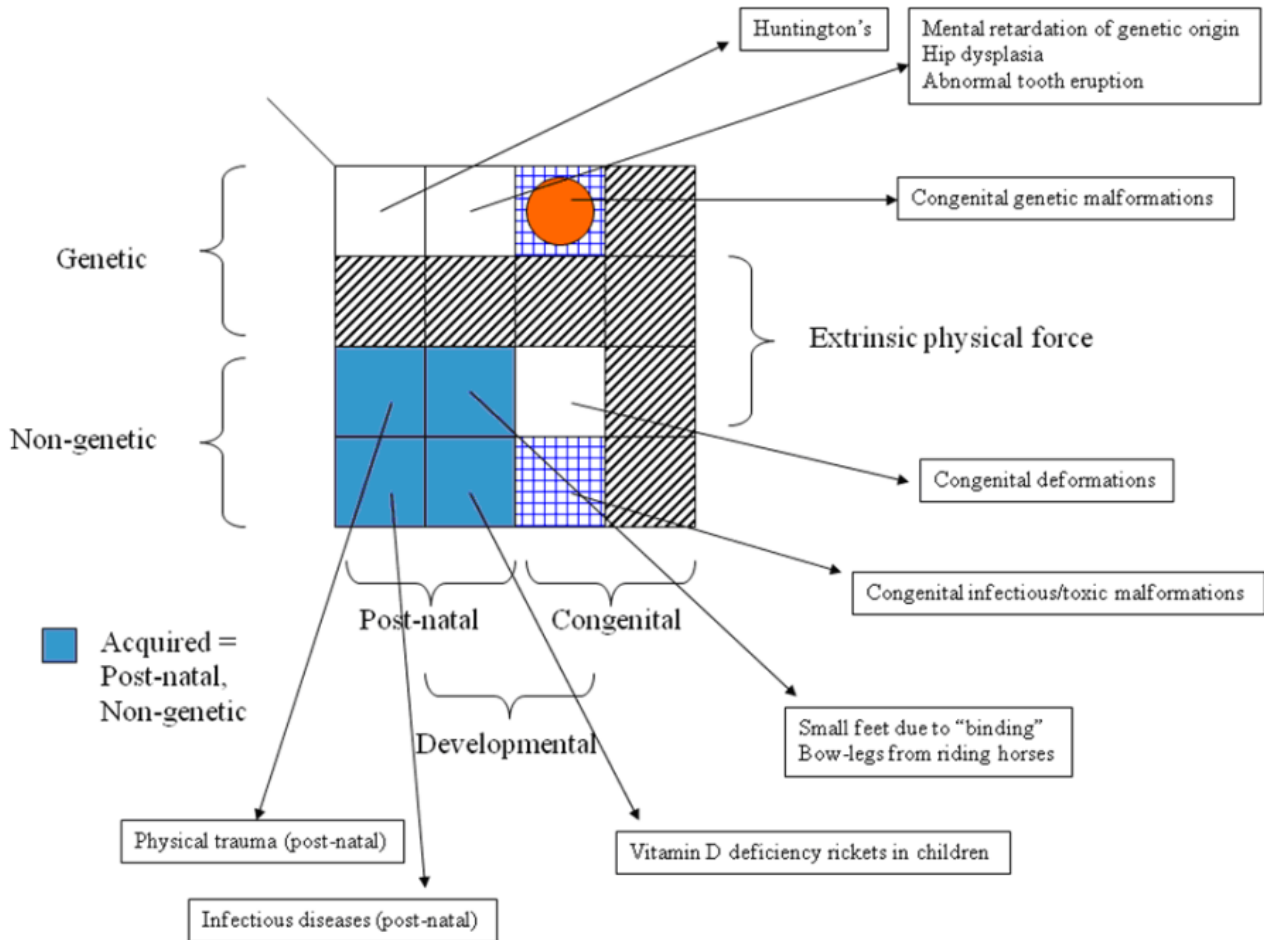 Huntington's
Mental retardation of genetic origin
Hip dysplasia
Abnormal tooth eruption
Congenital genetic malformations
Genetic
Extrinsic physical force
Non-genetic
Congenital deformations
Congenital infectious/toxic malformations
Post-natal
Congenital
Acquired =
Post-natal,
Non-genetic
Developmental
Small feet due to “binding”
Bow-legs from riding horses
Physical trauma (post-natal)
Vitamin D deficiency rickets in children
Infectious diseases (post-natal)